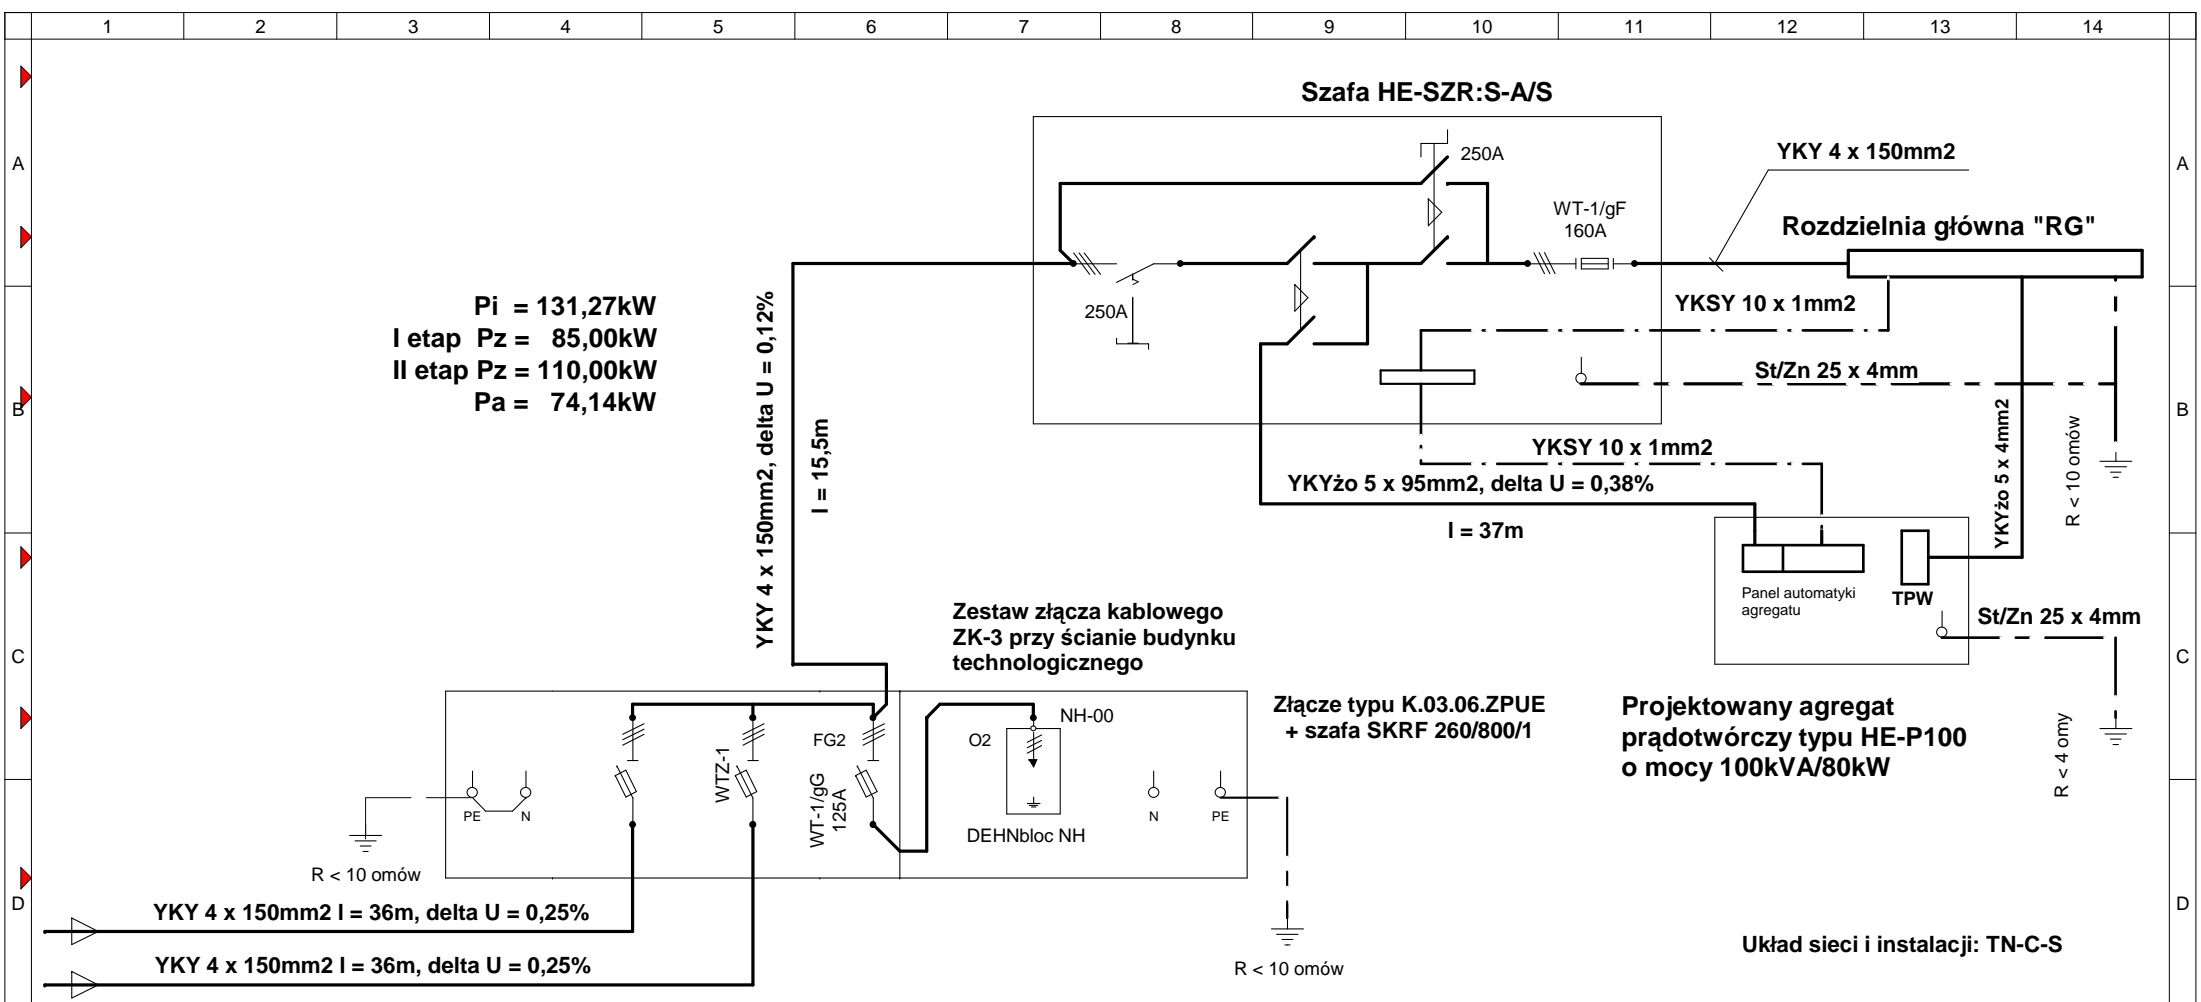 1 2 3 4 5 6 7 8 9 10 11 12 13 14
Szafa HE-SZR:S-A/S
A
A
250A
YKY 4 x 150mm2
WT-1/gF
160A
Rozdzielnia główna "RG"
Pi = 131,27kW
I etap Pz = 85,00kW
II etap Pz = 110,00kW
Pa = 74,14kW
250A
YKSY 10 x 1mm2
St/Zn 25 x 4mm
B
B
YKY 4 x 150mm2, delta U = 0,12%
l = 15,5m
YKSY 10 x 1mm2
YKYżo 5 x 95mm2, delta U = 0,38%
l = 37m
YKYżo 5 x 4mm2
R < 10 omów
Panel automatyki
agregatu
TPW
St/Zn 25 x 4mm
Zestaw złącza kablowego
ZK-3 przy ścianie budynku
technologicznego
C
C
Złącze typu K.03.06.ZPUE
+ szafa SKRF 260/800/1
Projektowany agregat
prądotwórczy typu HE-P100
o mocy 100kVA/80kW
R < 4 omy
NH-00
FG2
O2
WTZ-1
WT-1/gG
125A
PE
N
DEHNbloc NH
N
PE
R < 10 omów
D
D
YKY 4 x 150mm2 l = 36m, delta U = 0,25%
YKY 4 x 150mm2 l = 36m, delta U = 0,25%
R < 10 omów
Układ sieci i instalacji: TN-C-S